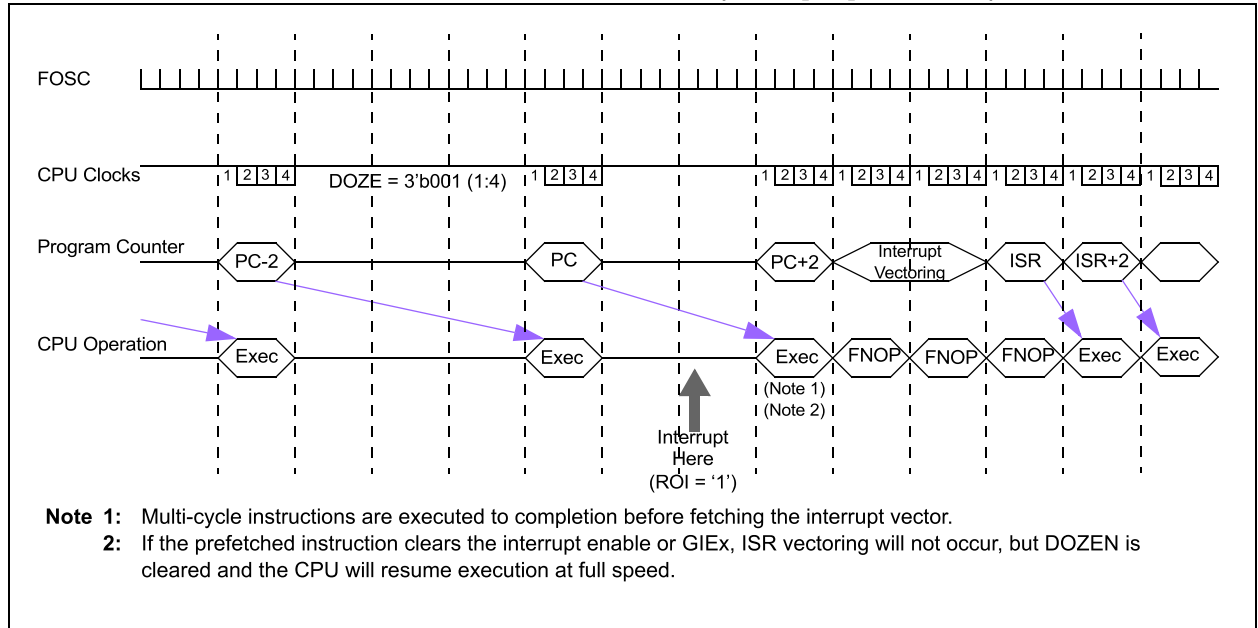 FOSC
CPU Clocks
1 2 3 4
DOZE = 3'b001 (1:4)
1 2 3 4
1 2 3 4 1 2 3 4 1 2 3 4 1 2 3 4 1 2 3 4 1 2 3 4
Program Counter
PC-2
PC
PC+2
Interrupt
Vectoring
ISR
ISR+2
CPU Operation
Exec
Exec
Exec
FNOP
FNOP
FNOP
Exec
Exec
(Note 1)
(Note 2)
Interrupt
Here
(ROI = ‘1’)
Note 1: Multi-cycle instructions are executed to completion before fetching the interrupt vector.
2: If the prefetched instruction clears the interrupt enable or GIEx, ISR vectoring will not occur, but DOZEN is
cleared and the CPU will resume execution at full speed.